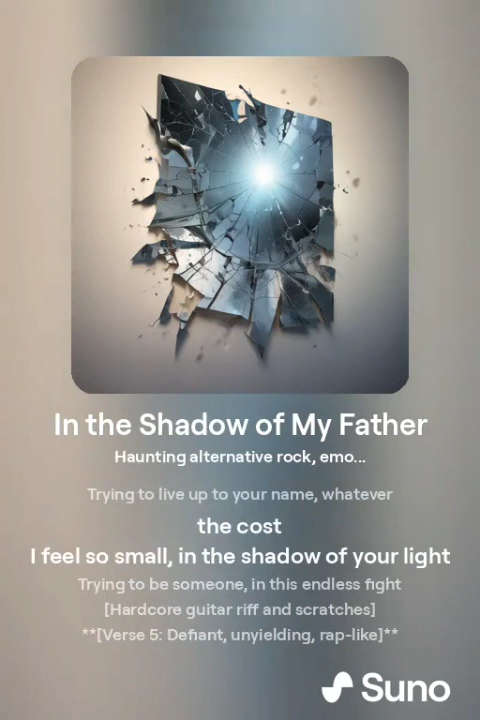 In the Shadow of My Father
Haunting alternative rock, emo...
Trying to live up to your name, whatever
the cost
I feel so small, in the shadow of your light
Trying to be someone, in this endless fight
[Hardcore guitar riff and scratches]
**[Verse 5: Defiant, unyielding, rap-like]**
Suno